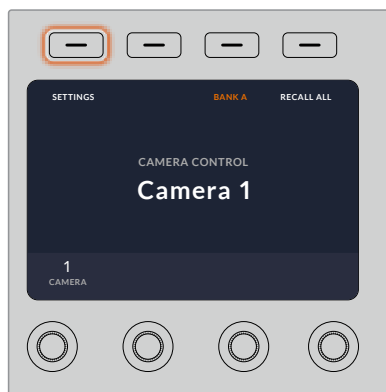 SETTINGS BANK A RECALL ALL
CAMERA CONTROL
Camera 1
1
CAMERA